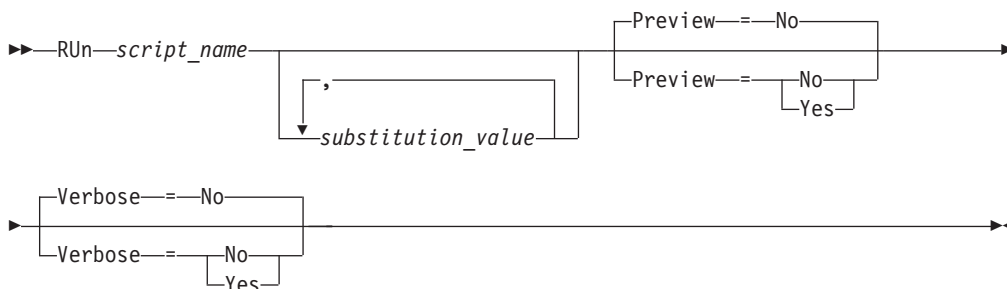 Preview = No
RUn script_name
Preview = No
,
Yes
substitution_value
Verbose = No
Verbose = No
Yes